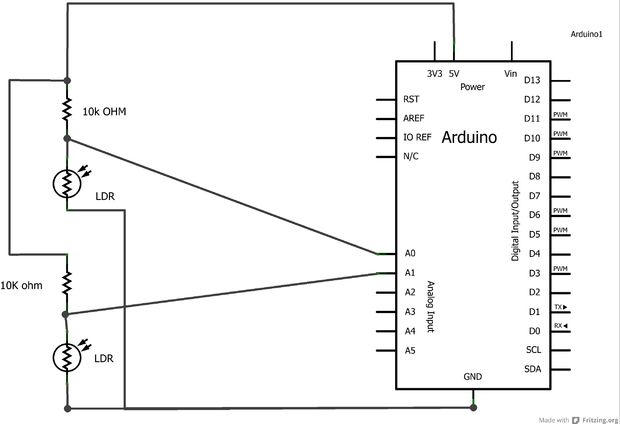 Arduino1
3V3 5V Vin
Power
10k OHM
LDR
10K ohm
LDR
Arduino
RST
AREF
IO REF
N/C
A0
A1
A2
A3
A4
A5
Analog Input
Digital Input/Output
D13
D12
D11 PWM
D10 PWM
D9 PWM
D8
D7
D6 PWM
D5 PWM
D4
D3 PWM
D2
D1 TX
D0 RX
SCL
SDA
GND
Made with Fritzing.org